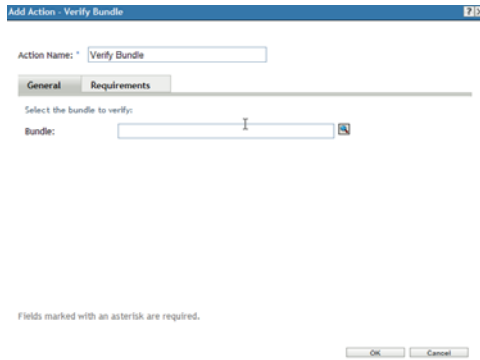 Add Action - Verify Bundle
Action Name: * Verify Bundle
General Requirements
Select the bundle to verify:
Bundle:
Fields marked with an asterisk are required.
OK Cancel